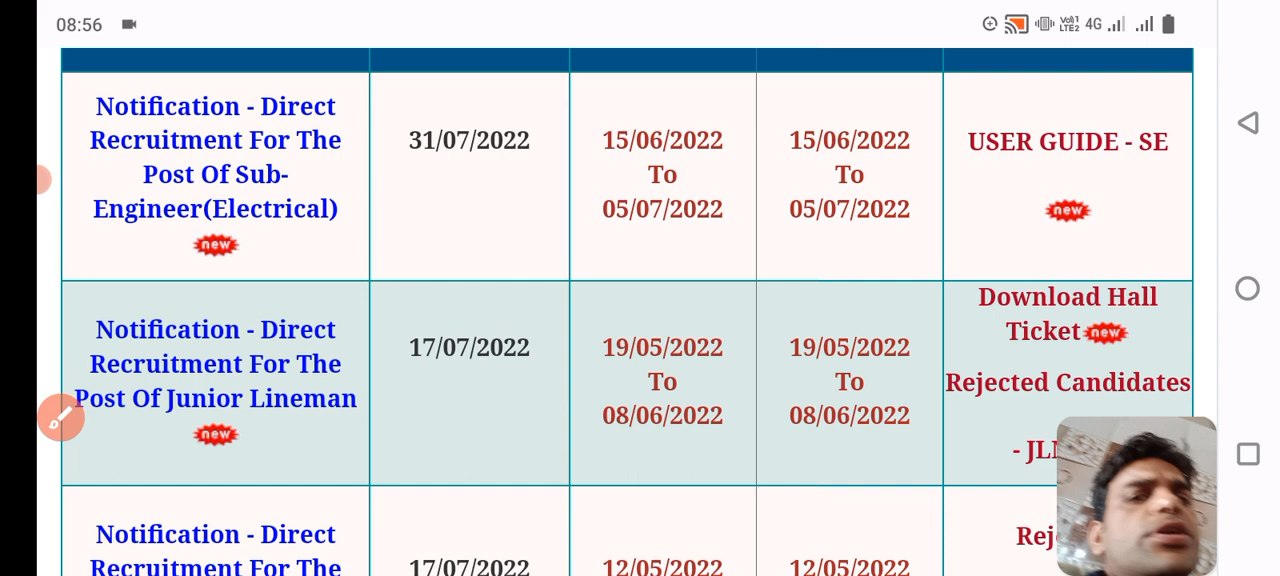 08:56
Vol) 1
LTE2
4G
Notification - Direct
Recruitment For The
Post Of Sub-
Engineer(Electrical)
new
31/07/2022
15/06/2022
To
05/07/2022
15/06/2022
To
05/07/2022
USER GUIDE - SE
new
Notification - Direct
Recruitment For The
Post Of Junior Lineman
new
17/07/2022
19/05/2022
To
08/06/2022
19/05/2022
To
08/06/2022
Download Hall
Ticket new
Rejected Candidates
Notification - Direct
Recruitment For The
17/07/2022
12/05/2022
12/05/2022